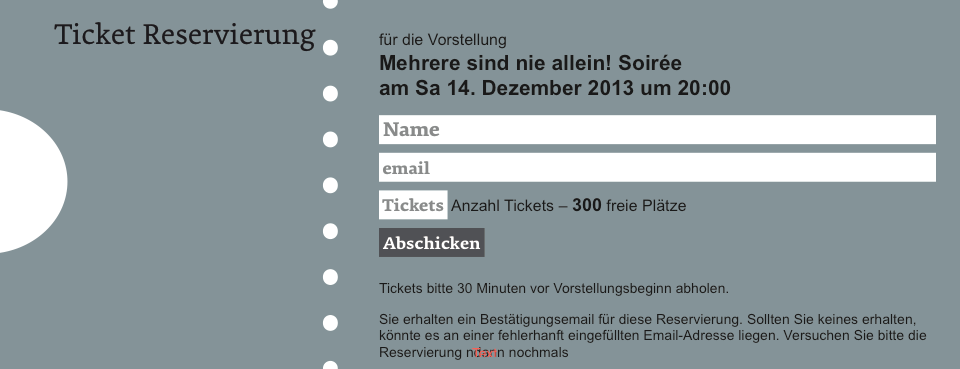 Ticket Reservierung
für die Vorstellung
Mehrere sind nie allein! Soirée
am Sa 14. Dezember 2013 um 20:00
Name
email
Tickets Anzahl Tickets – 300 freie Plätze
Abschicken
Tickets bitte 30 Minuten vor Vorstellungsbeginn abholen.
Sie erhalten ein Bestätigungsemail für diese Reservierung. Sollten Sie keines erhalten,
könnte es an einer fehlerhanft eingefüllten Email-Adresse liegen. Versuchen Sie bitte die
Reservierung nochmals